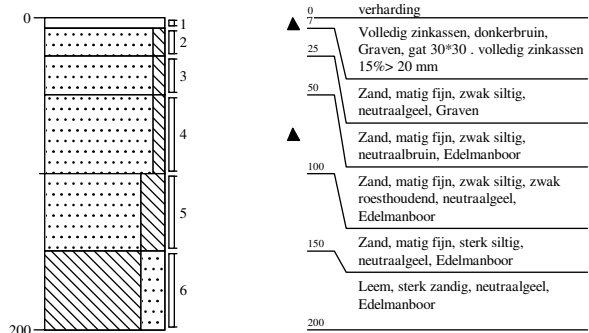 0
1
2
3
4
5
6
200
0
verharding
7
Volledig zinkassen, donkerbruin,
Graven, gat 30*30 . volledig zinkassen
15%> 20 mm
25
Zand, matig fijn, zwak siltig,
neutraalgeel, Graven
50
Zand, matig fijn, zwak siltig,
neutraalbruin, Edelmanboor
100
Zand, matig fijn, zwak siltig, zwak
roesthoudend, neutraalgeel,
Edelmanboor
150
Zand, matig fijn, sterk siltig,
neutraalgeel, Edelmanboor
Leem, sterk zandig, neutraalgeel,
Edelmanboor
200